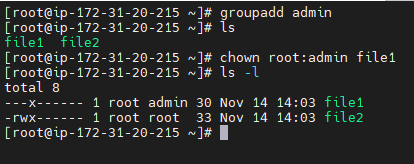 [root@ip-172-31-20-215 ~]# groupadd admin
[root@ip-172-31-20-215 ~]# ls
file1  file2
[root@ip-172-31-20-215 ~]# chown root:admin file1
[root@ip-172-31-20-215 ~]# ls -l
total 8
---x------ 1 root admin 30 Nov 14 14:03 file1
-rwx------ 1 root root  33 Nov 14 14:03 file2
[root@ip-172-31-20-215 ~]#